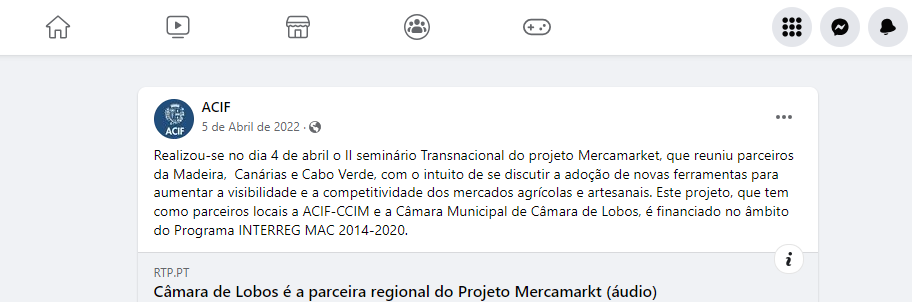 ACIF
ACIF
5 de Abril de 2022 ·
Realizou-se no dia 4 de abril o II seminário Transnacional do projeto Mercamarket, que reuniu parceiros
da Madeira,  Canárias e Cabo Verde, com o intuito de se discutir a adoção de novas ferramentas para
aumentar a visibilidade e a competitividade dos mercados agrícolas e artesanais. Este projeto, que tem
como parceiros locais a ACIF-CCIM e a Câmara Municipal de Câmara de Lobos, é financiado no âmbito
do Programa INTERREG MAC 2014-2020.
RTP.PT
Câmara de Lobos é a parceira regional do Projeto Mercamarkt (áudio)